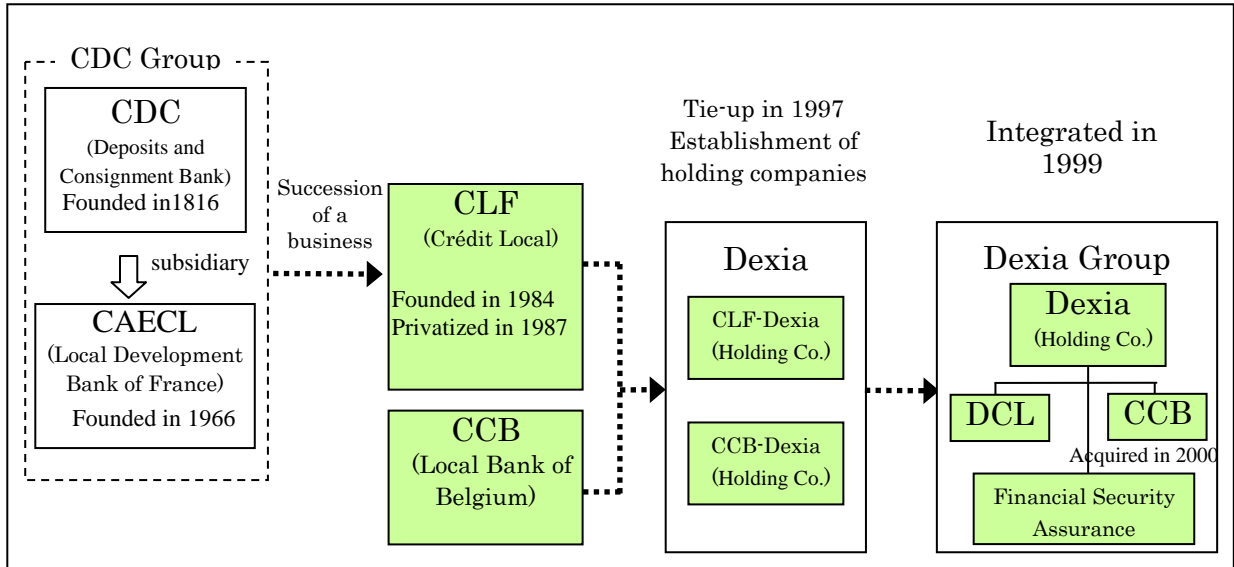 CDC Group
CDC
(Deposits and
Consignment Bank)
Founded in1816
subsidiary
CAECL
(Local Development
Bank of France)
Founded in 1966
Succession
of a
business
CLF
(Crédit Local)
Founded in 1984
Privatized in 1987
CCB
(Local Bank of
Belgium)
Tie-up in 1997
Establishment of
holding companies
Dexia
CLF-Dexia
(Holding Co.)
CCB-Dexia
(Holding Co.)
Integrated in
1999
Dexia Group
Dexia
(Holding Co.)
DCL
CCB
Acquired in 2000
Financial Security
Assurance